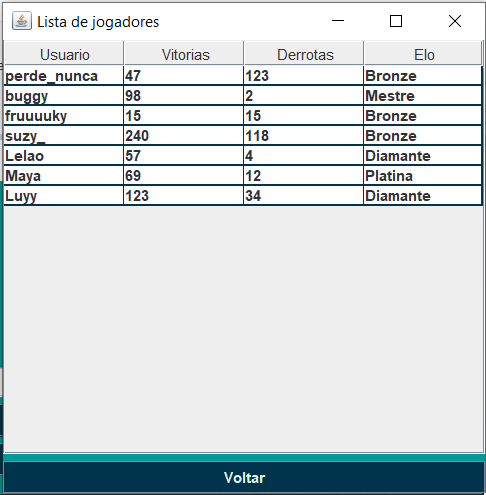 Lista de jogadores
Usuario Vitorias Derrotas Elo
perde_nunca 47 123 Bronze
buggy 98 2 Mestre
fruuuuky 15 15 Bronze
suzy_ 240 118 Bronze
Lelao 57 4 Diamante
Maya 69 12 Platina
Luyy 123 34 Diamante
Voltar